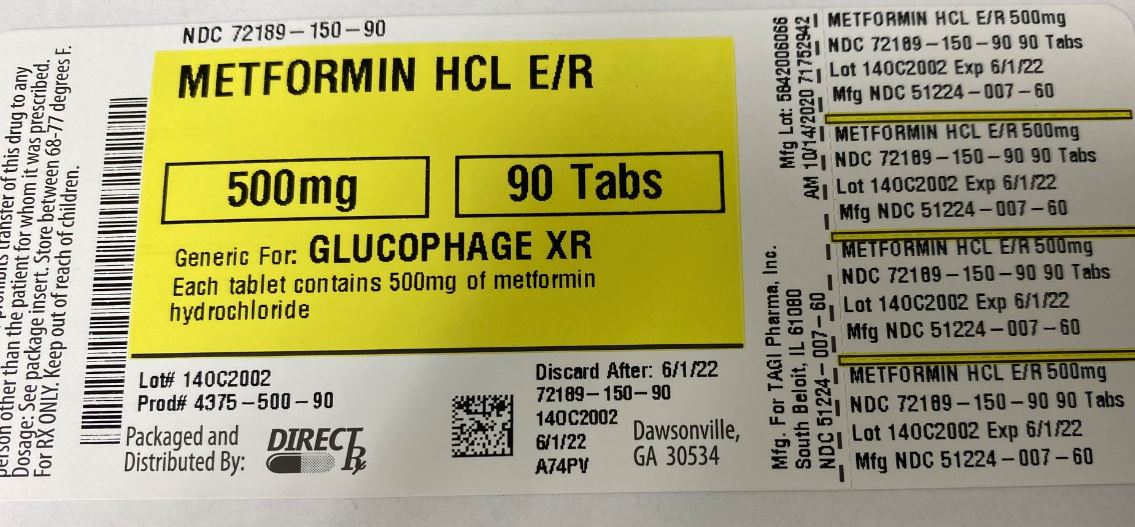 person other than the patient for whom it was prescribed.
Dosage: See package insert. Store between 68-77 degrees F.
For RX ONLY. Keep out of reach of children.
NDC 72189-150-90
METFORMIN HCL E/R
500mg
90 Tabs
Generic For: GLUCOPHAGE XR
Each tablet contains 500mg of metformin
hydrochloride
Lot# 140C2002
Prod# 4375-500-90
Packaged and
Distributed By:
DIRECT Rx
Discard After: 6/1/22
72189-150-90
140C2002
6/1/22
A74PV
Dawsonville,
GA 30534
Mfg Lot: 5842006066
AM 10/14/2020 71752942
Mfg. For TAGI Pharma, Inc.
South Beloit, IL 61080
NDC 51224-007-60
METFORMIN HCL E/R 500mg
NDC 72189-150-90 90 Tabs
Lot 140C2002 Exp 6/1/22
Mfg NDC 51224-007-60
METFORMIN HCL E/R 500mg
NDC 72189-150-90 90 Tabs
Lot 140C2002 Exp 6/1/22
Mfg NDC 51224-007-60
METFORMIN HCL E/R 500mg
NDC 72189-150-90 90 Tabs
Lot 140C2002 Exp 6/1/22
Mfg NDC 51224-007-60
METFORMIN HCL E/R 500mg
NDC 72189-150-90 90 Tabs
Lot 140C2002 Exp 6/1/22
Mfg NDC 51224-007-60